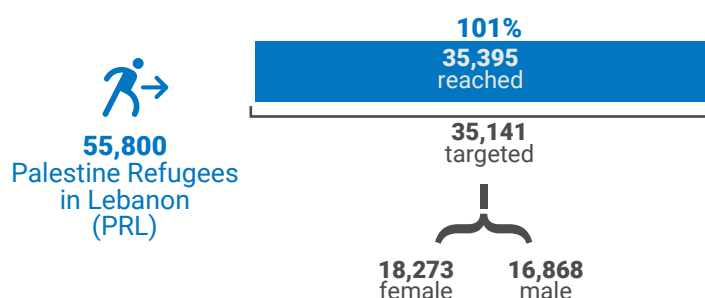 101%
35,395
reached
55,800
Palestine Refugees
in Lebanon
(PRL)
35,141
targeted
18,273
female
16,868
male